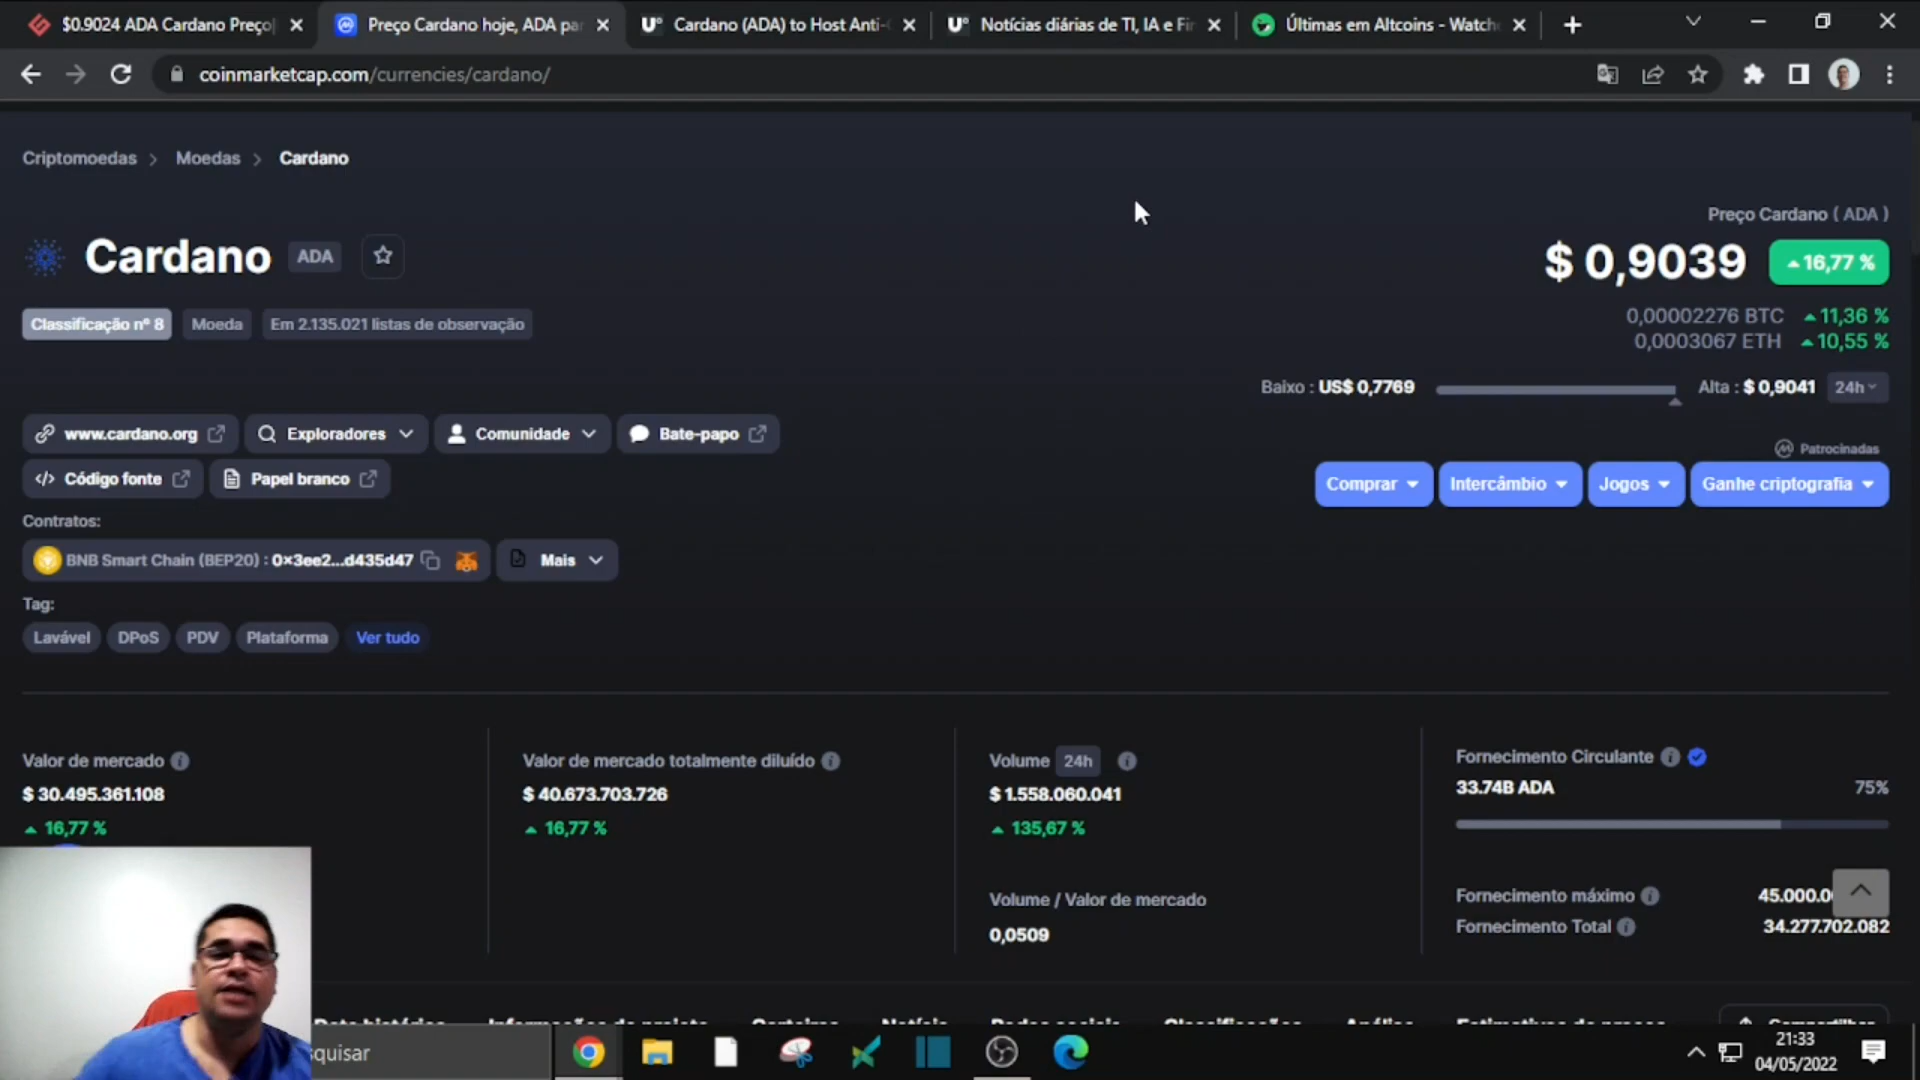 $0.9024 ADA Cardano Preço
Preço Cardano hoje, ADA pa
Cardano (ADA) to Host Anti-
Notícias diárias de TI, IA e Fi
Últimas em Altcoins - Watch
coinmarketcap.com/currencies/cardano/
Criptomoedas > Moedas > Cardano
Preço Cardano ( ADA )
Cardano ADA
$ 0,9039 16,77 %
Classificação nº 8 Moeda Em 2.135.021 listas de observação
0,00002276 BTC 11,36 %
0,0003067 ETH 10,55 %
Baixo : US$ 0,7769 Alta : $ 0,9041 24h
www.cardano.org Exploradores Comunidade Bate-papo
Patrocinadas
Código fonte Papel branco
Comprar Intercâmbio Jogos Ganhe criptografia
Contratos:
BNB Smart Chain (BEP20) : 0x3ee2...d435d47 Mais
Tag:
Lavável DPoS PDV Plataforma Ver tudo
Valor de mercado
$ 30.495.361.108
16,77 %
Valor de mercado totalmente diluído
$ 40.673.703.726
16,77 %
Volume 24h
$ 1.558.060.041
135,67 %
Volume / Valor de mercado
0,0509
Fornecimento Circulante
33.74B ADA 75%
Fornecimento máximo 45.000.0
Fornecimento Total 34.277.702.082
squisar
21:33
04/05/2022